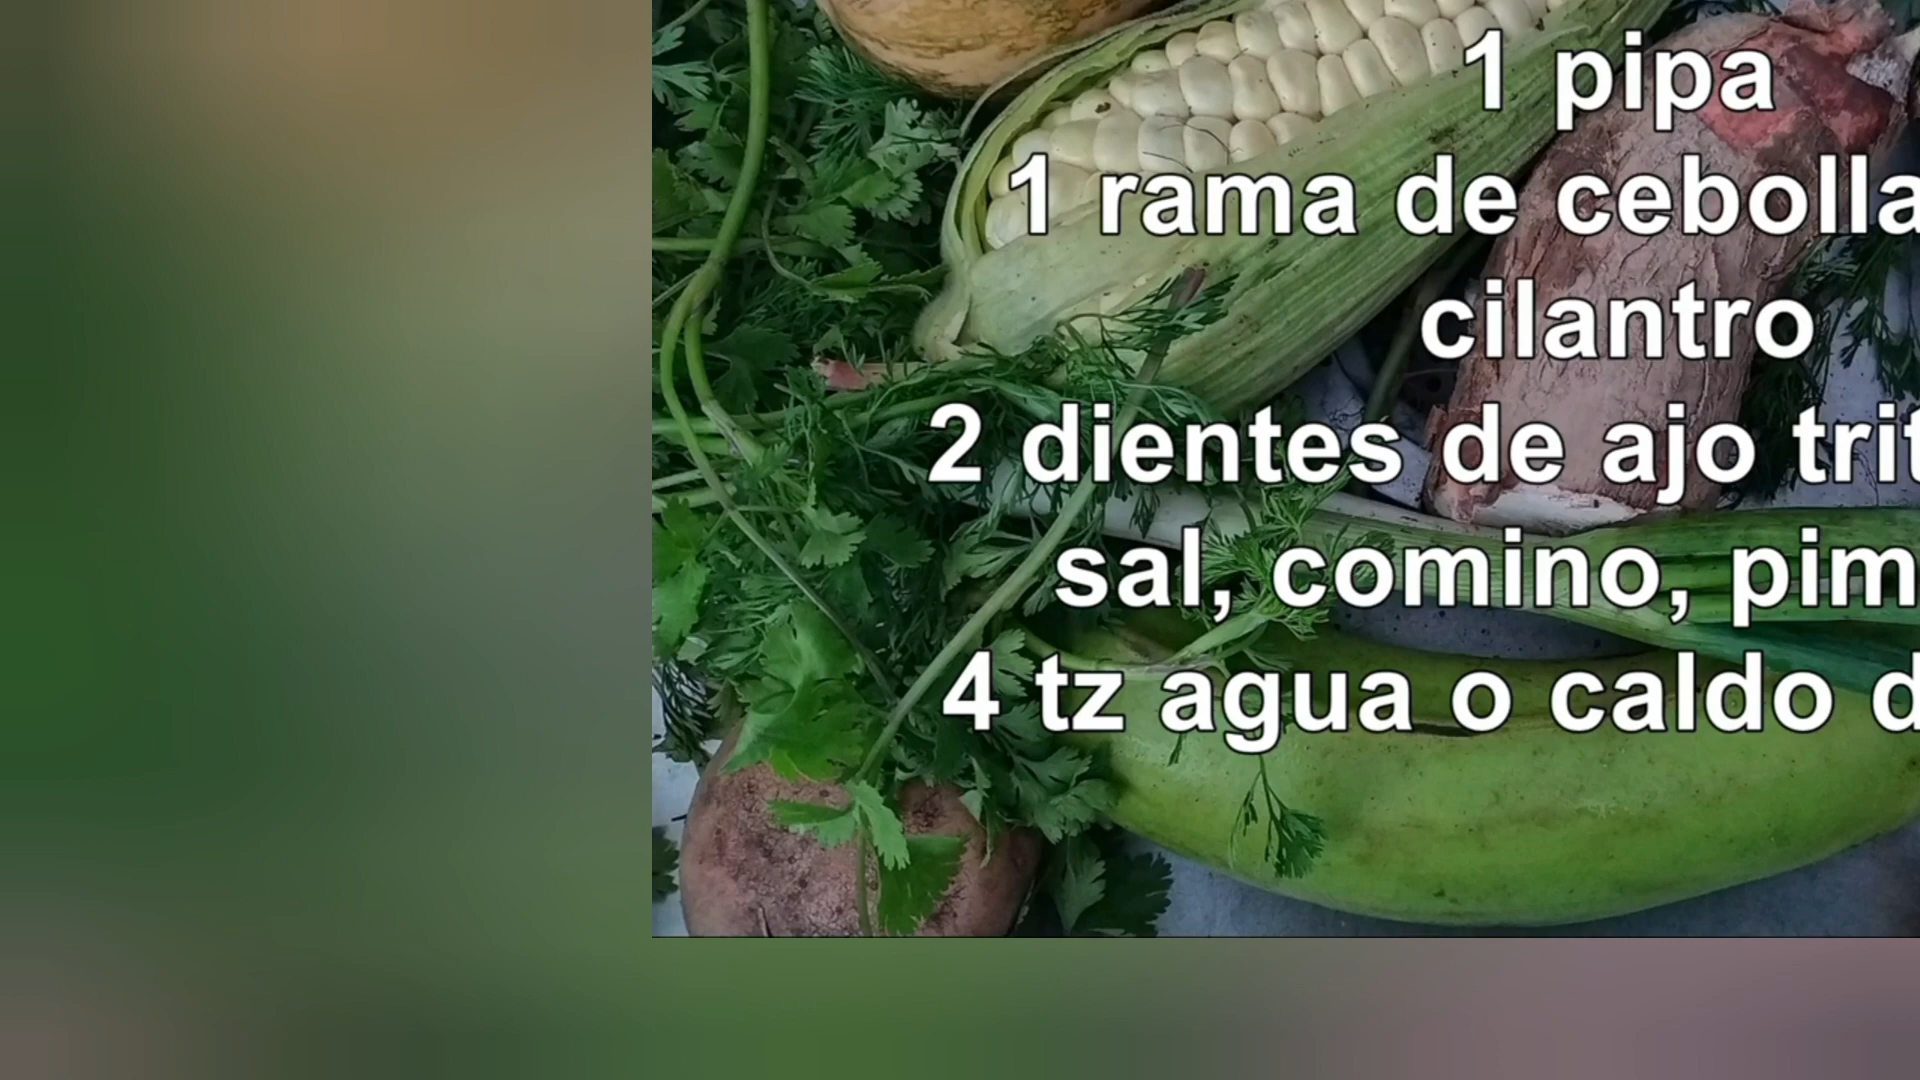 1 pipa
1 rama de cebolla
cilantro
2 dientes de ajo
sal, comino,
4 tz agua o caldo